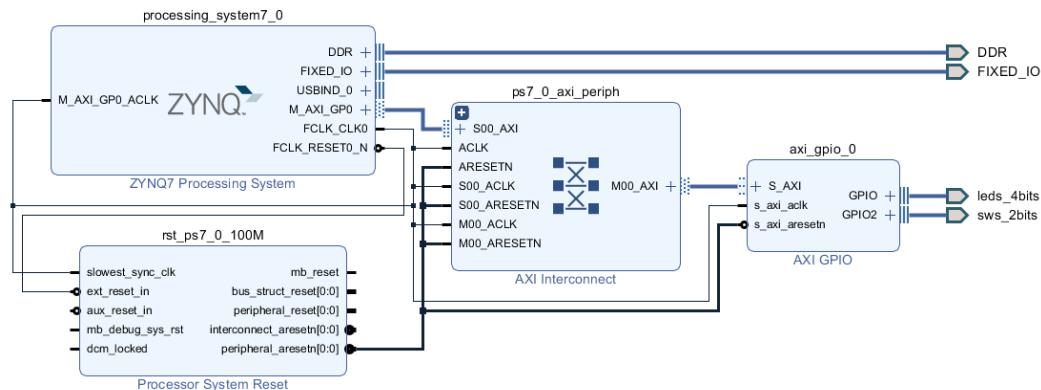 processing_system7_0
DDR
FIXED_IO
USBIND_0
M_AXI_GP0
FCLK_CLK0
FCLK_RESET0_N
M_AXI_GP0_ACLK
ZYNQ
ZYNQ7 Processing System
DDR
FIXED_IO
ps7_0_axi_periph
S00_AXI
ACLK
ARESETN
S00_ACLK
S00_ARESETN
M00_ACLK
M00_ARESETN
M00_AXI
AXI Interconnect
axi_gpio_0
S_AXI
s_axi_aclk
s_axi_aresetn
GPIO
GPIO2
AXI GPIO
leds_4bits
sws_2bits
rst_ps7_0_100M
slowest_sync_clk
ext_reset_in
aux_reset_in
mb_debug_sys_rst
dcm_locked
mb_reset
bus_struct_reset[0:0]
peripheral_reset[0:0]
interconnect_aresetn[0:0]
peripheral_aresetn[0:0]
Processor System Reset